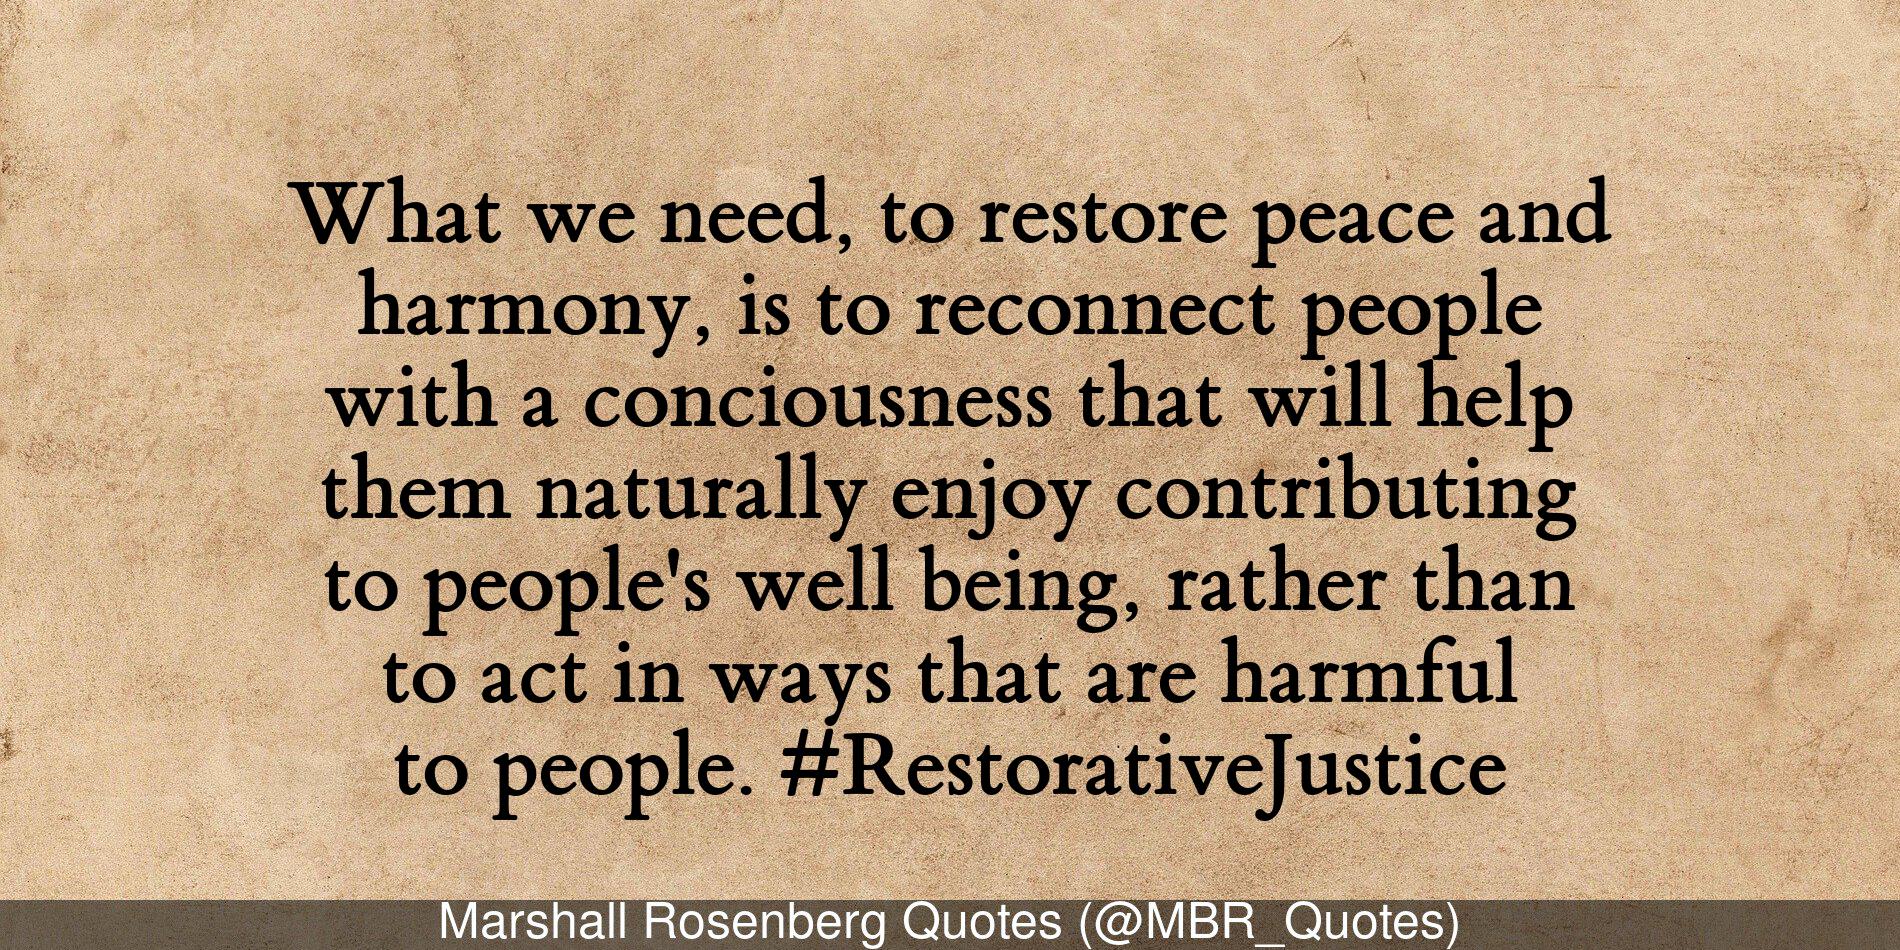 What we need, to restore peace and
harmony, is to reconnect people
with a conciousness that will help
them naturally enjoy contributing
to people's well being, rather than
to act in ways that are harmful
to people. #RestorativeJustice
Marshall Rosenberg Quotes (@MBR_Quotes)